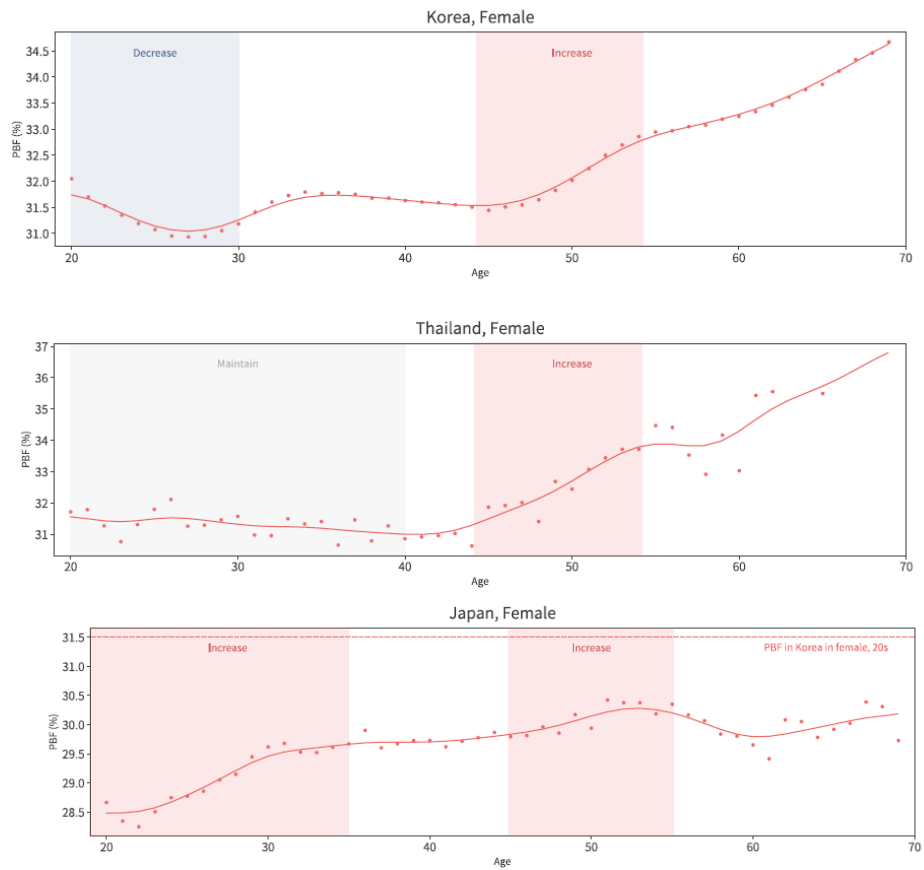 Korea, Female
Decrease
Increase
34.5
34.0
33.5
33.0
32.5
32.0
31.5
31.0
PBF (%)
20 30 40 50 60 70
Age
Thailand, Female
Maintain
Increase
37
36
35
34
33
32
31
PBF (%)
20 30 40 50 60 70
Age
Japan, Female
Increase
Increase
PBF in Korea in female, 20s
31.5
31.0
30.5
30.0
29.5
29.0
28.5
PBF (%)
20 30 40 50 60 70
Age